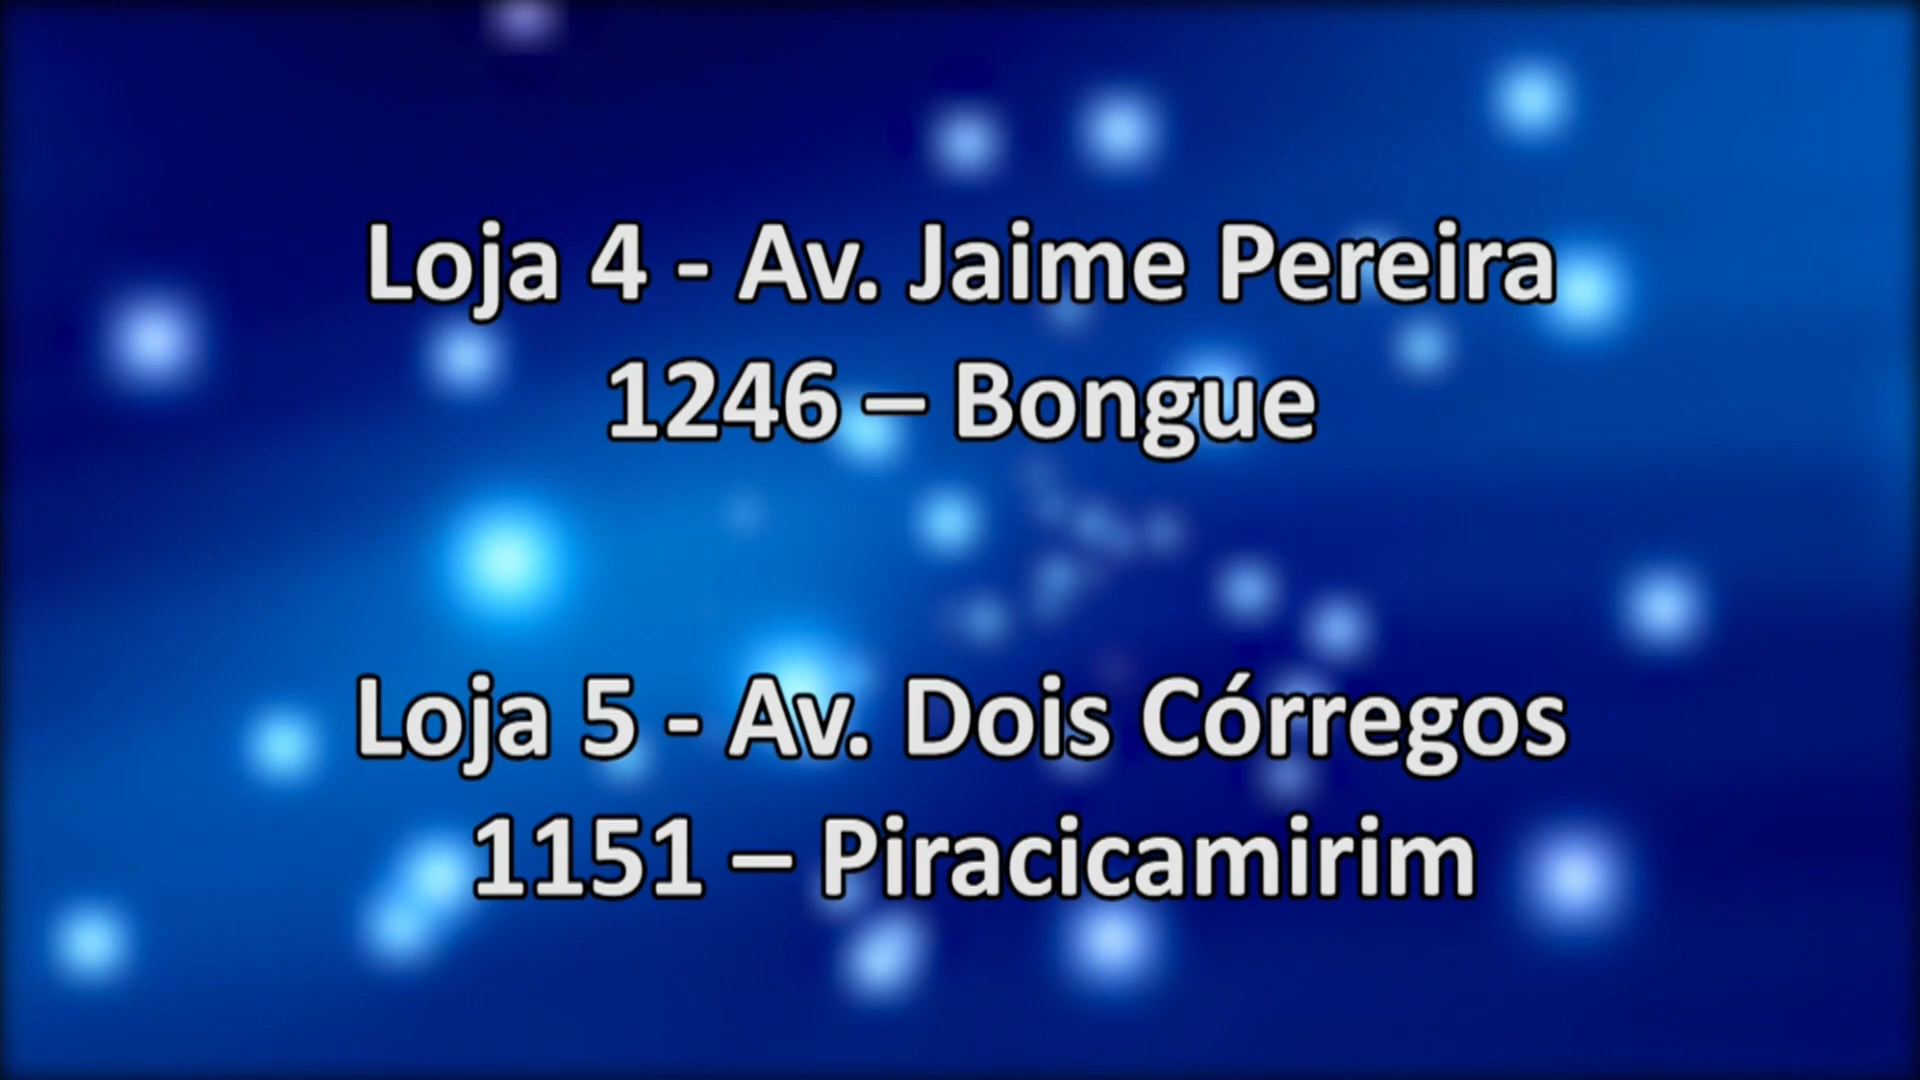 Loja 4 - Av. Jaime Pereira
1246 – Bongue
Loja 5 - Av. Dois Córregos
1151 – Piracicamirim